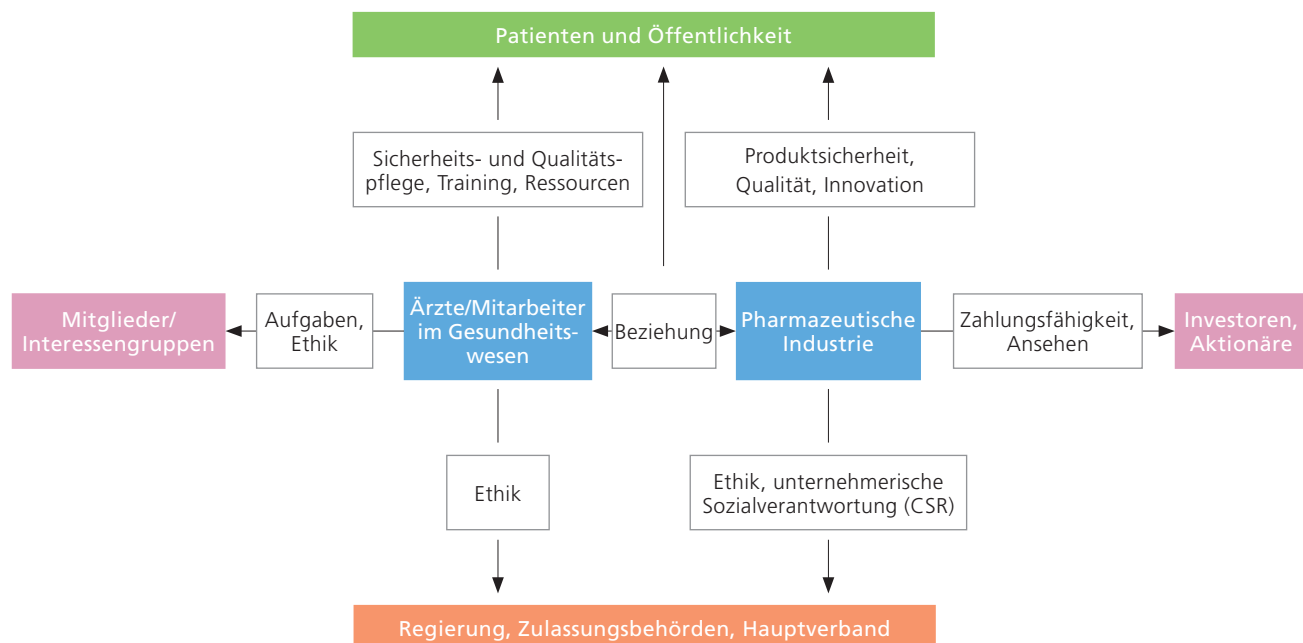 Patienten und Öffentlichkeit
Sicherheits- und Qualitäts-
pflege, Training, Ressourcen
Produktsicherheit,
Qualität, Innovation
Mitglieder/
Interessengruppen
Aufgaben,
Ethik
Ärzte/Mitarbeiter
im Gesundheits-
wesen
Beziehung
Pharmazeutische
Industrie
Zahlungsfähigkeit,
Ansehen
Investoren,
Aktionäre
Ethik
Ethik, unternehmerische
Sozialverantwortung (CSR)
Regierung, Zulassungsbehörden, Hauptverband